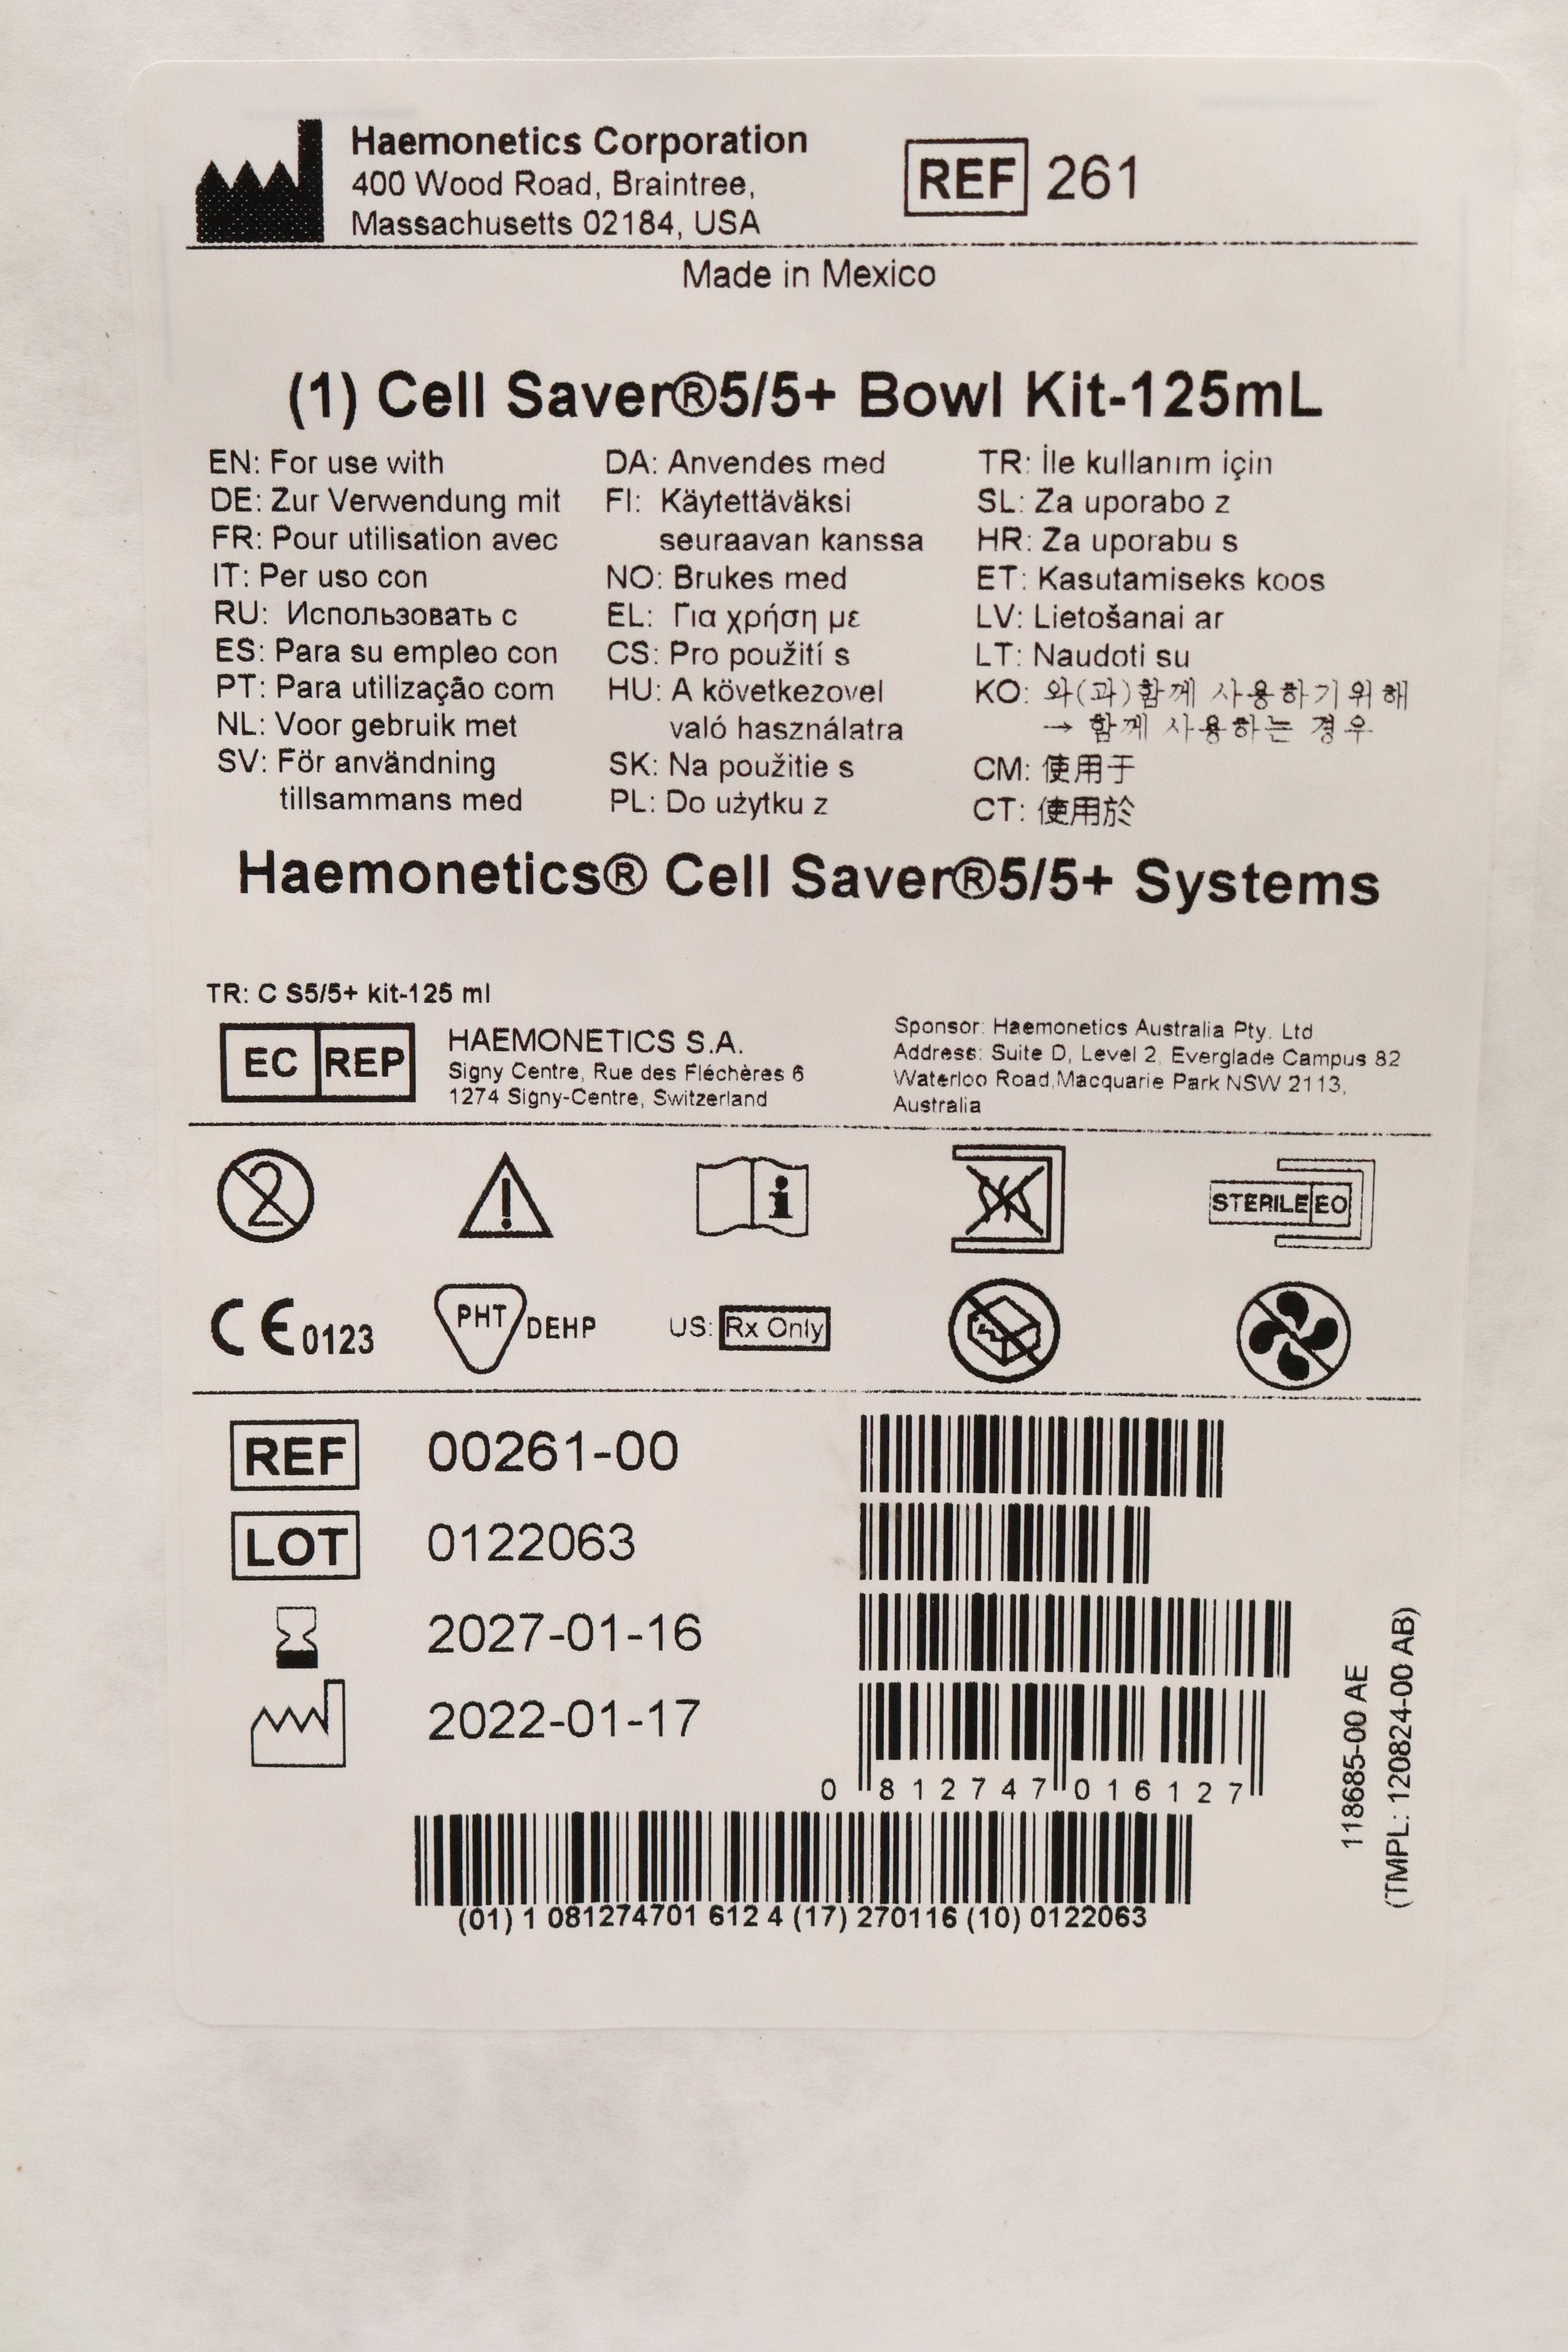 Haemonetics Corporation
400 Wood Road, Braintree,
Massachusetts 02184, USA
REF 261
Made in Mexico
(1) Cell Saver®5/5+ Bowl Kit-125mL
EN: For use with
DE: Zur Verwendung mit
FR: Pour utilisation avec
IT: Per uso con
RU: Использовать с
ES: Para su empleo con
PT: Para utilização com
NL: Voor gebruik met
SV: För användning
tillsammans med
DA: Anvendes med
FI: Käytettäväksi
seuraavan kanssa
NO: Brukes med
EL: Για χρήση με
CS: Pro použití s
HU: A következovel
való használatra
SK: Na použitie s
PL: Do użytku z
TR: İle kullanım için
SL: Za uporabo z
HR: Za uporabu s
ET: Kasutamiseks koos
LV: Lietošanai ar
LT: Naudoti su
KO: 와(과)함께 사용하기위해
→ 함께 사용하는 경우
CM: 使用于
CT: 使用於
Haemonetics® Cell Saver®5/5+ Systems
TR: C S5/5+ kit-125 ml
EC REP
HAEMONETICS S.A.
Signy Centre, Rue des Fléchères 6
1274 Signy-Centre, Switzerland
Sponsor: Haemonetics Australia Pty. Ltd
Address: Suite D, Level 2, Everglade Campus 82
Waterloo Road,Macquarie Park NSW 2113,
Australia
2
STERILE EO
CE 0123
PHT DEHP
US: Rx Only
REF 00261-00
LOT 0122063
2027-01-16
2022-01-17
0 812747 016127
(01) 1 081274701 612 4 (17) 270116 (10) 0122063
118685-00 AE
(TMPL: 120824-00 AB)